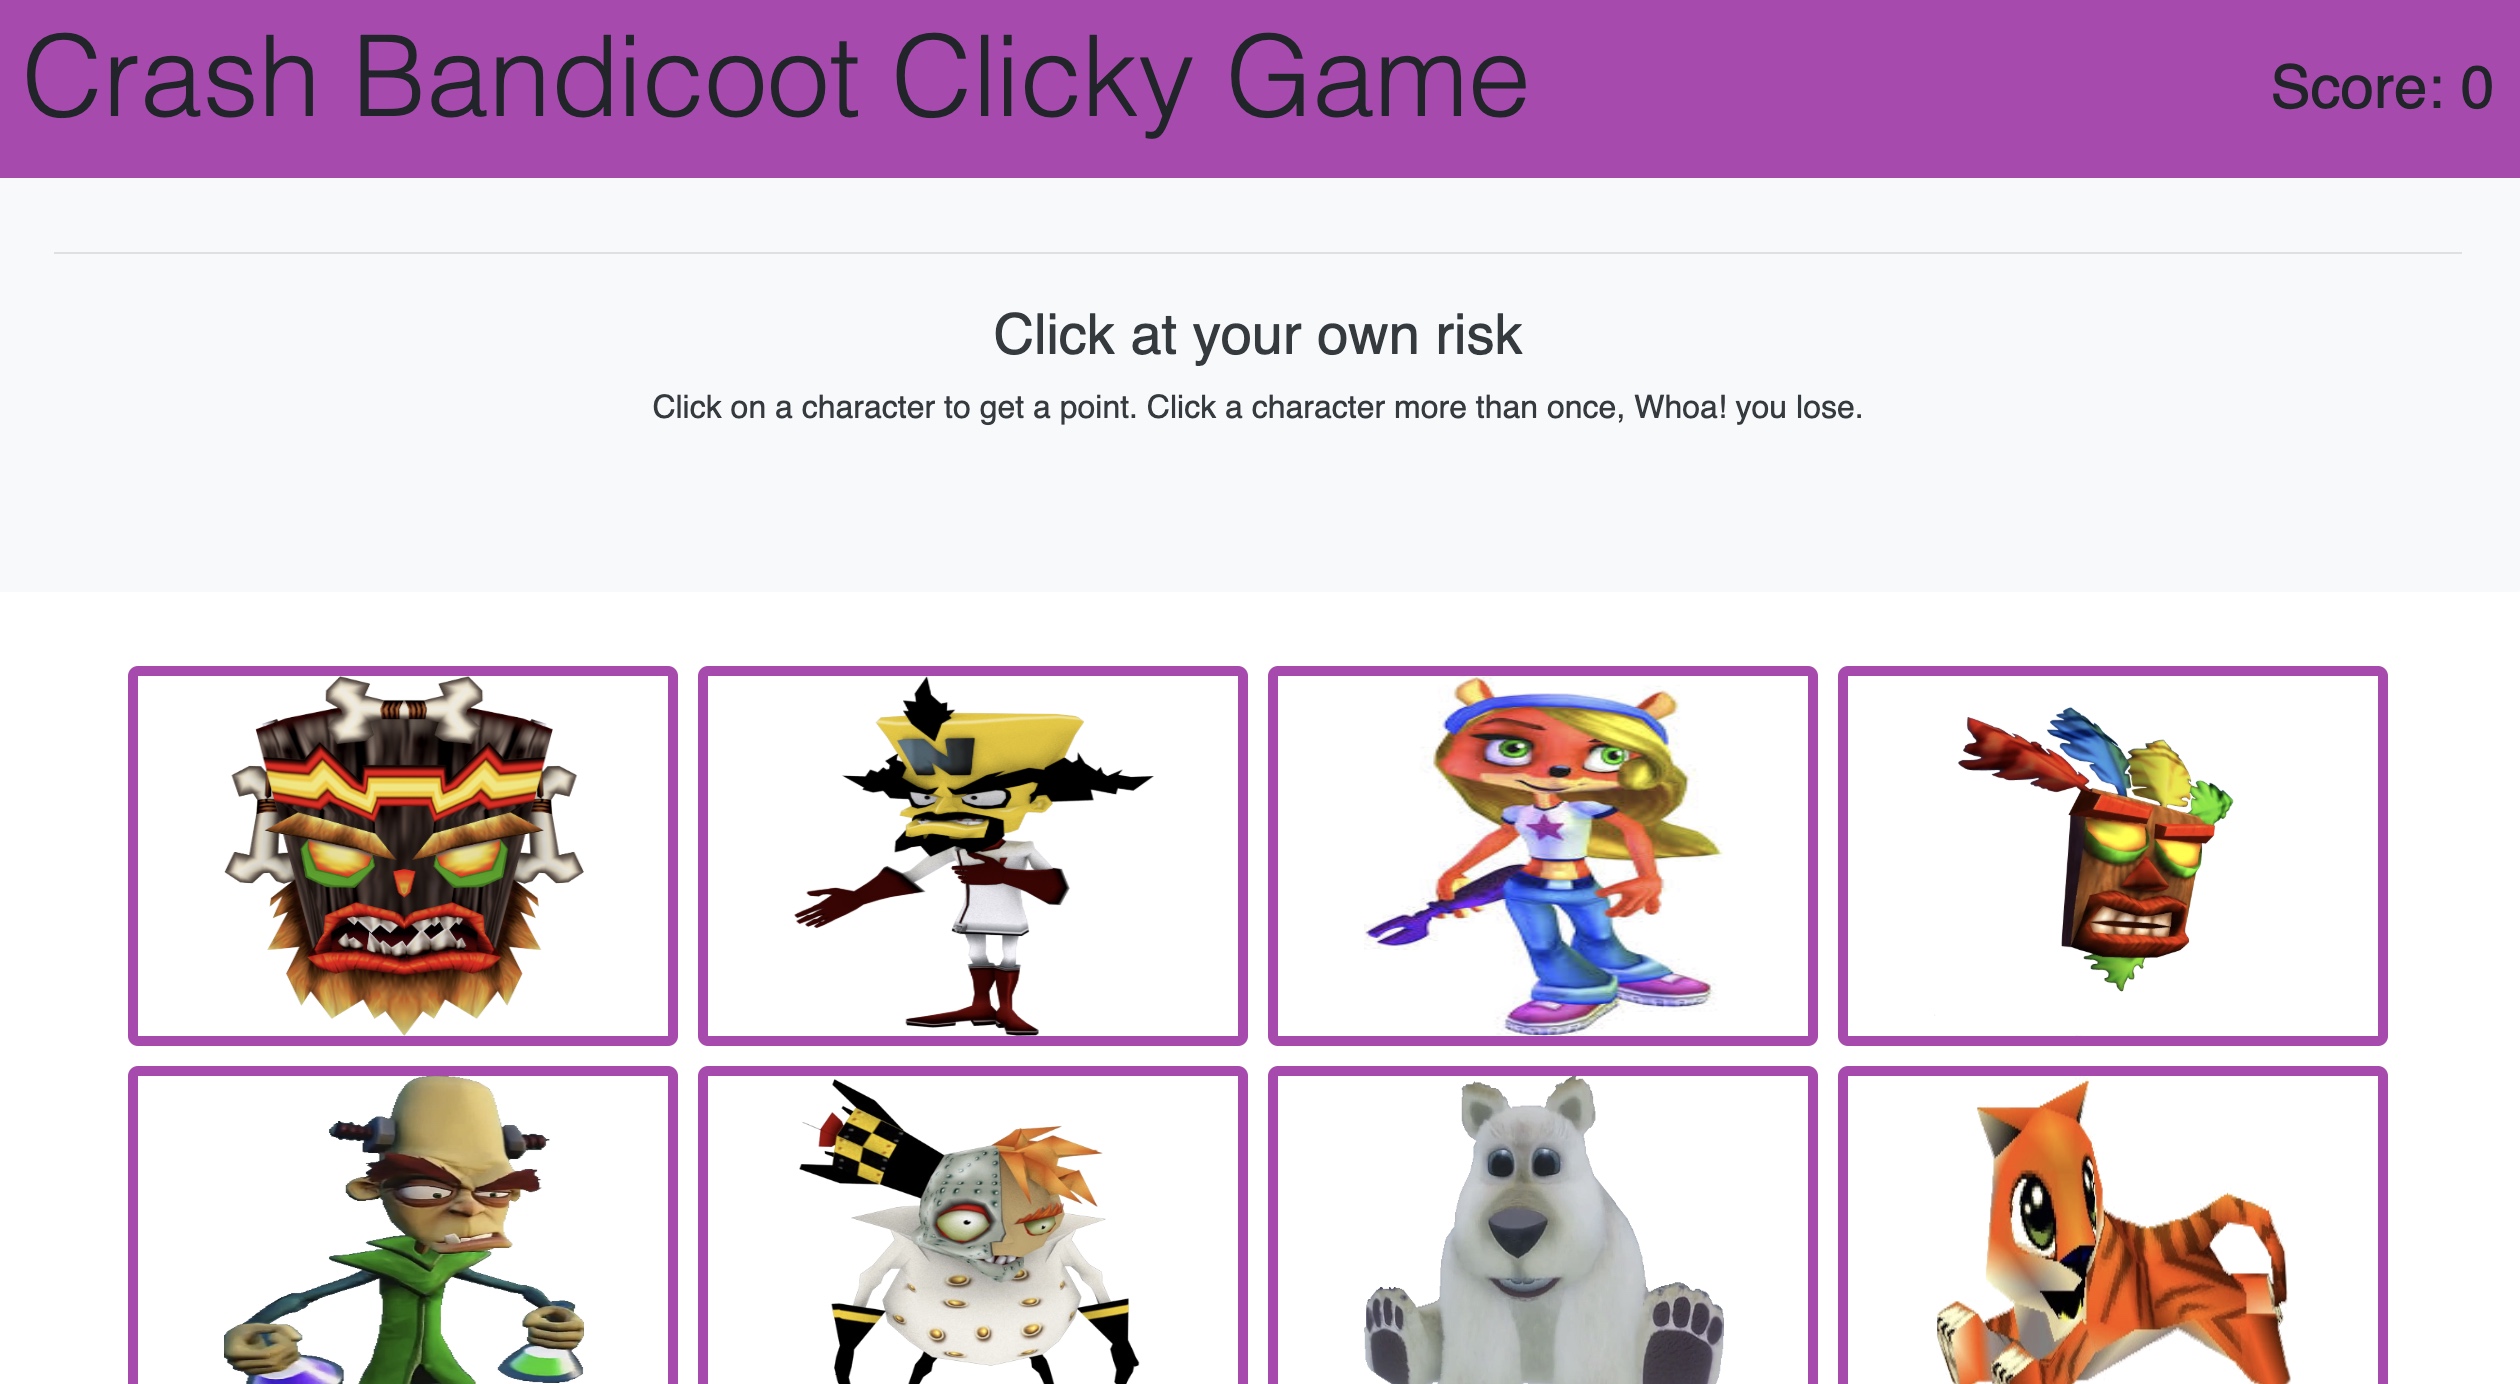 Crash Bandicoot Clicky Game
Score: 0
Click at your own risk
Click on a character to get a point. Click a character more than once, Whoa! you lose.
N